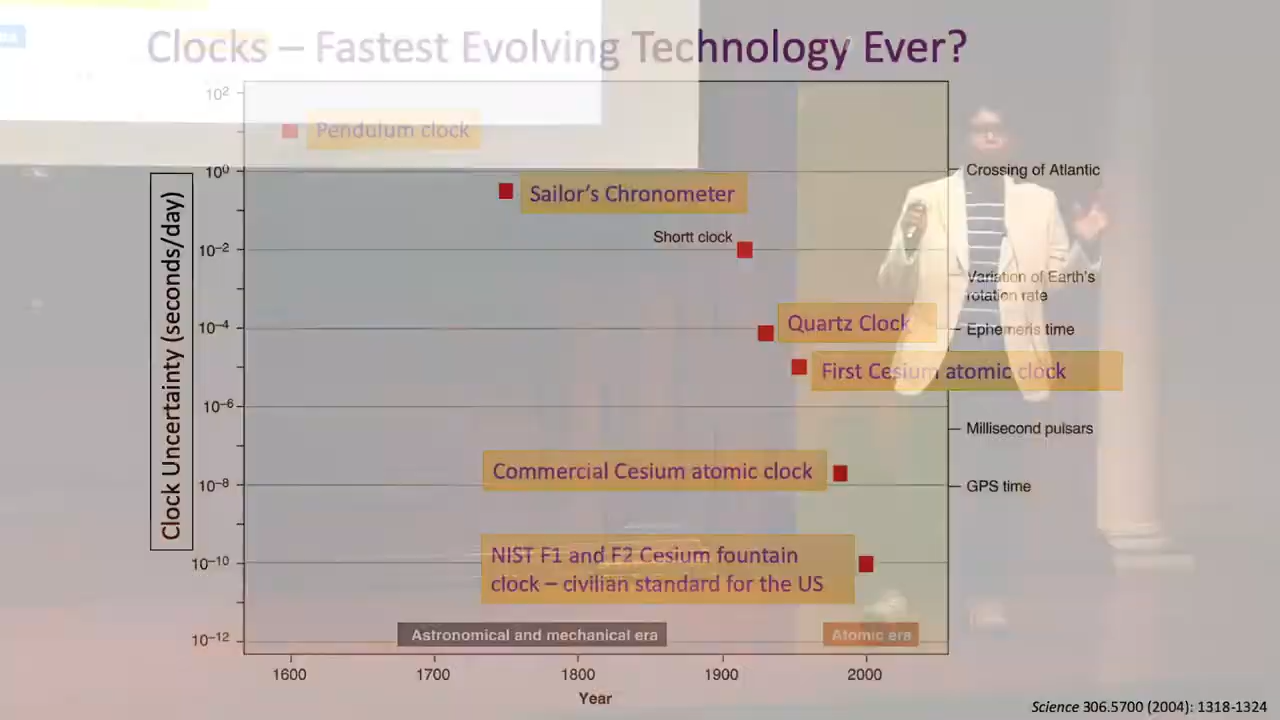 Clocks – Fastest Evolving Technology Ever?
10²
Pendulum clock
10⁰
Crossing of Atlantic
Sailor's Chronometer
Shortt clock
10⁻²
Variation of Earth's
rotation rate
Quartz Clock
10⁻⁴
Ephemeris time
First Cesium atomic clock
10⁻⁶
Millisecond pulsars
Commercial Cesium atomic clock
10⁻⁸
GPS time
NIST F1 and F2 Cesium fountain
clock – civilian standard for the US
10⁻¹⁰
Astronomical and mechanical era
Atomic era
10⁻¹²
Clock Uncertainty (seconds/day)
1600
1700
1800
1900
2000
Year
Science 306.5700 (2004): 1318-1324